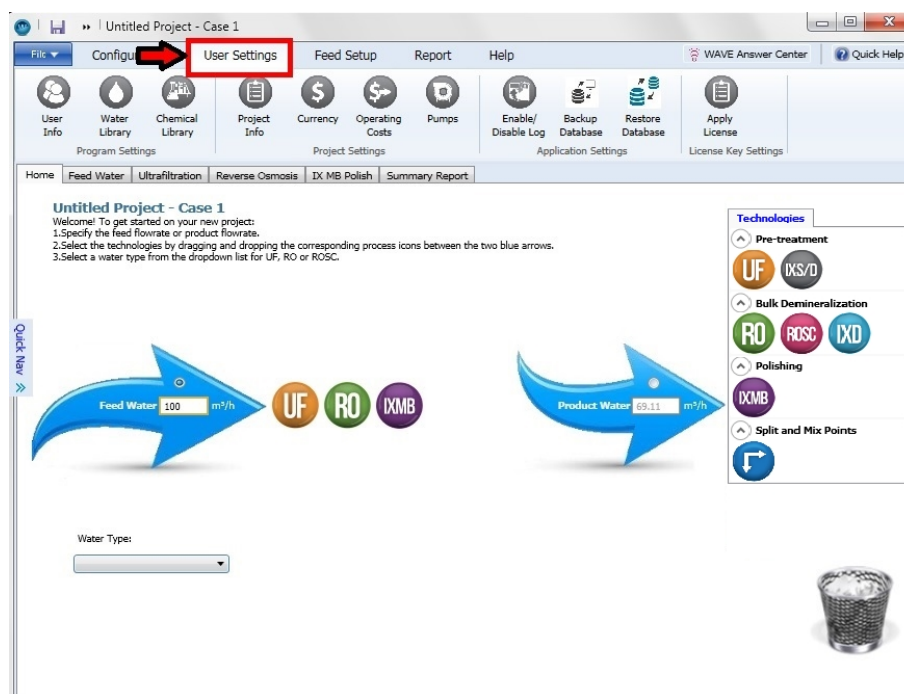 Untitled Project - Case 1
File
User Settings
Feed Setup
Report
Help
WAVE Answer Center
Quick Help
User Info
Water Library
Chemical Library
Project Info
Currency
Operating Costs
Pumps
Enable/ Disable Log
Backup Database
Restore Database
Apply License
Program Settings
Project Settings
Application Settings
License Key Settings
Home
Feed Water
Ultrafiltration
Reverse Osmosis
IX MB Polish
Summary Report
Untitled Project - Case 1
Welcome! To get started on your new project:
1.Specify the feed flowrate or product flowrate.
2.Select the technologies by dragging and dropping the corresponding process icons between the two blue arrows.
3.Select a water type from the dropdown list for UF, RO or ROSC.
Quick Nav
Feed Water 100 m³/h
UF
RO
IXMB
Product Water 69.11 m³/h
Technologies
Pre-treatment
UF
IXS/D
Bulk Demineralization
RO
ROSC
IXD
Polishing
IXMB
Split and Mix Points
Water Type: